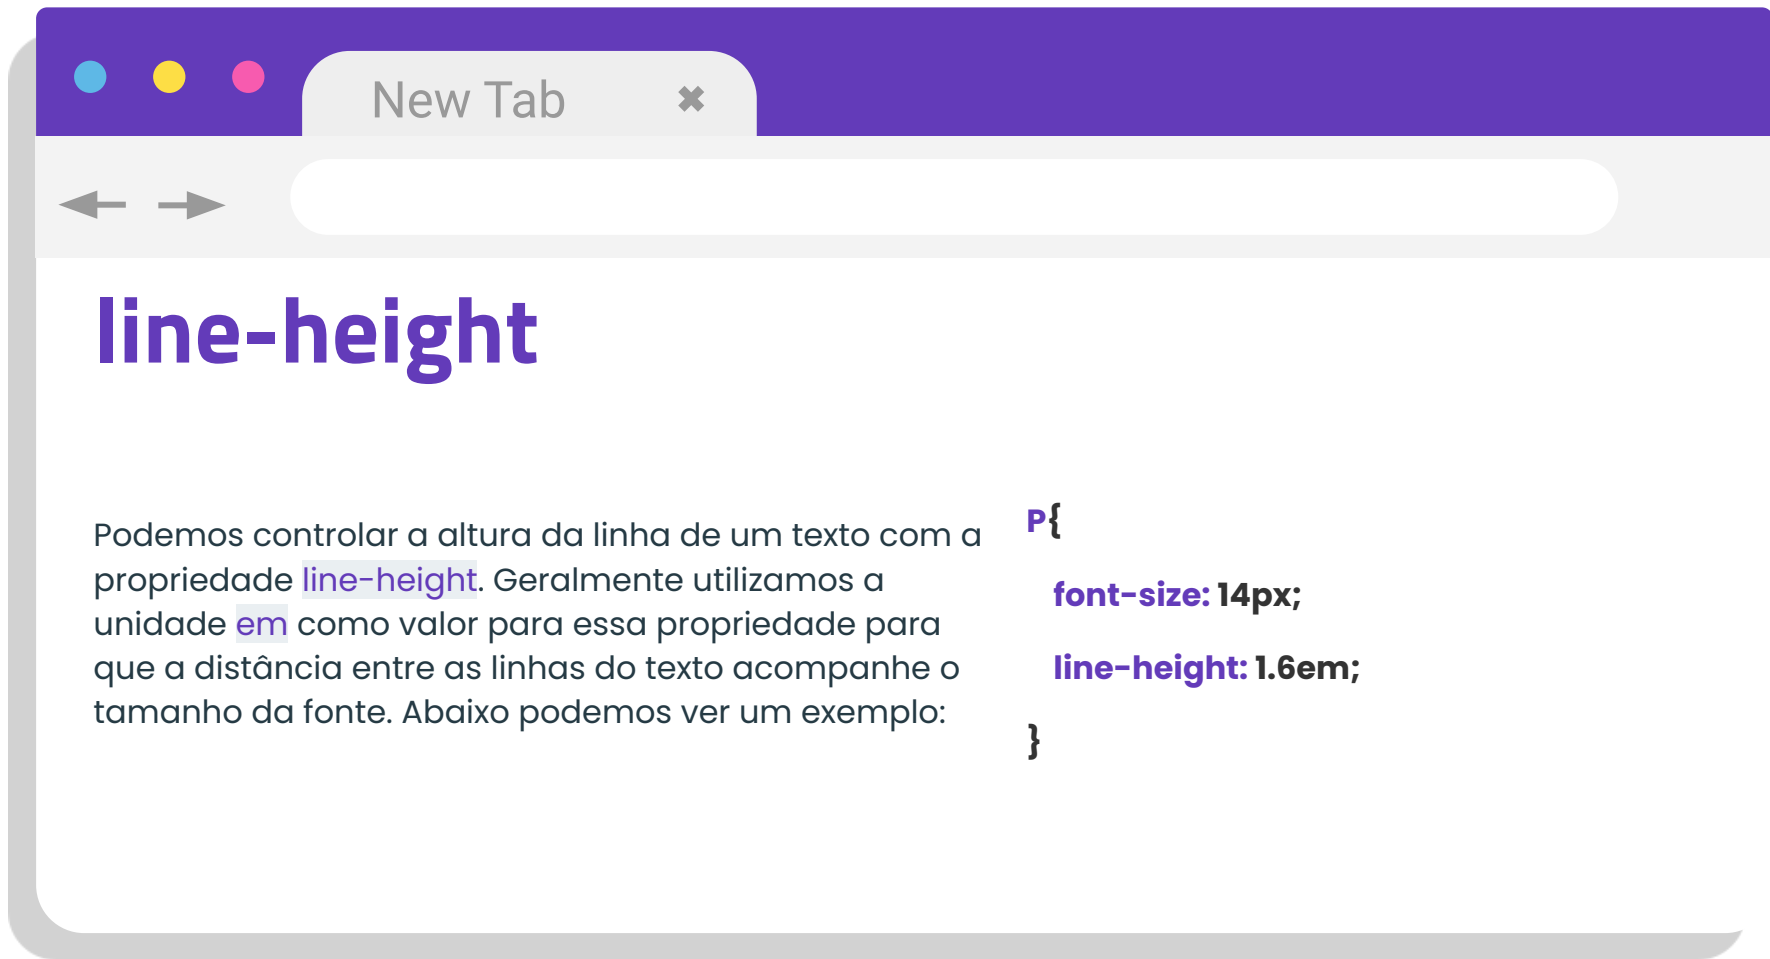 New Tab
line-height
Podemos controlar a altura da linha de um texto com a
propriedade line-height. Geralmente utilizamos a
unidade em como valor para essa propriedade para
que a distância entre as linhas do texto acompanhe o
tamanho da fonte. Abaixo podemos ver um exemplo:
P{
font-size: 14px;
line-height: 1.6em;
}